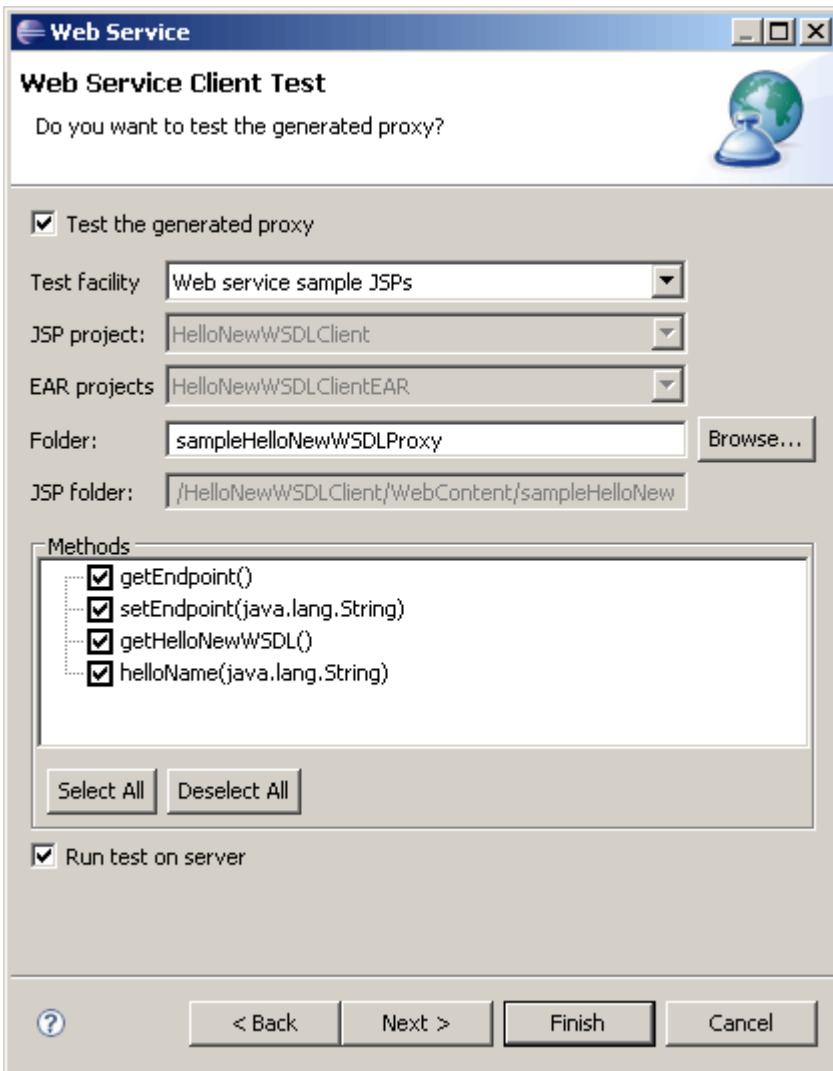 Web Service
Web Service Client Test
Do you want to test the generated proxy?
Test the generated proxy
Test facility Web service sample JSPs
JSP project: HelloNewWSDLClient
EAR projects HelloNewWSDLClientEAR
Folder: sampleHelloNewWSDLProxy Browse...
JSP folder: /HelloNewWSDLClient/WebContent/sampleHelloNew
Methods
getEndpoint()
setEndpoint(java.lang.String)
getHelloNewWSDL()
helloName(java.lang.String)
Select All Deselect All
Run test on server
? < Back Next > Finish Cancel